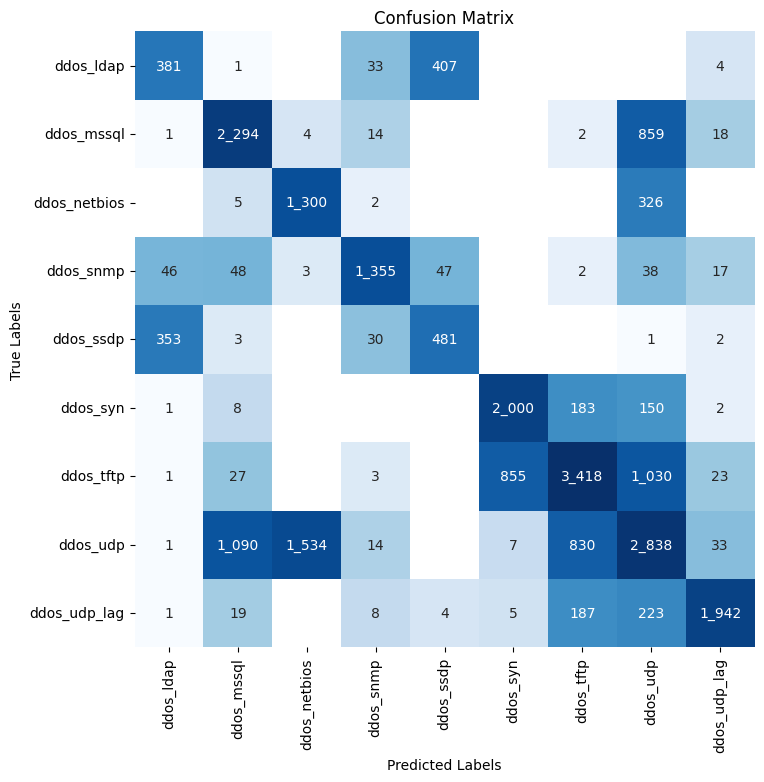 Confusion Matrix
True Labels
ddos_ldap 381 1 33 407 4
ddos_mssql 1 2_294 4 14 2 859 18
ddos_netbios 5 1_300 2 326
ddos_snmp 46 48 3 1_355 47 2 38 17
ddos_ssdp 353 3 30 481 1 2
ddos_syn 1 8 2_000 183 150 2
ddos_tftp 1 27 3 855 3_418 1_030 23
ddos_udp 1 1_090 1_534 14 7 830 2_838 33
ddos_udp_lag 1 19 8 4 5 187 223 1_942
ddos_ldap ddos_mssql ddos_netbios ddos_snmp ddos_ssdp ddos_syn ddos_tftp ddos_udp ddos_udp_lag
Predicted Labels